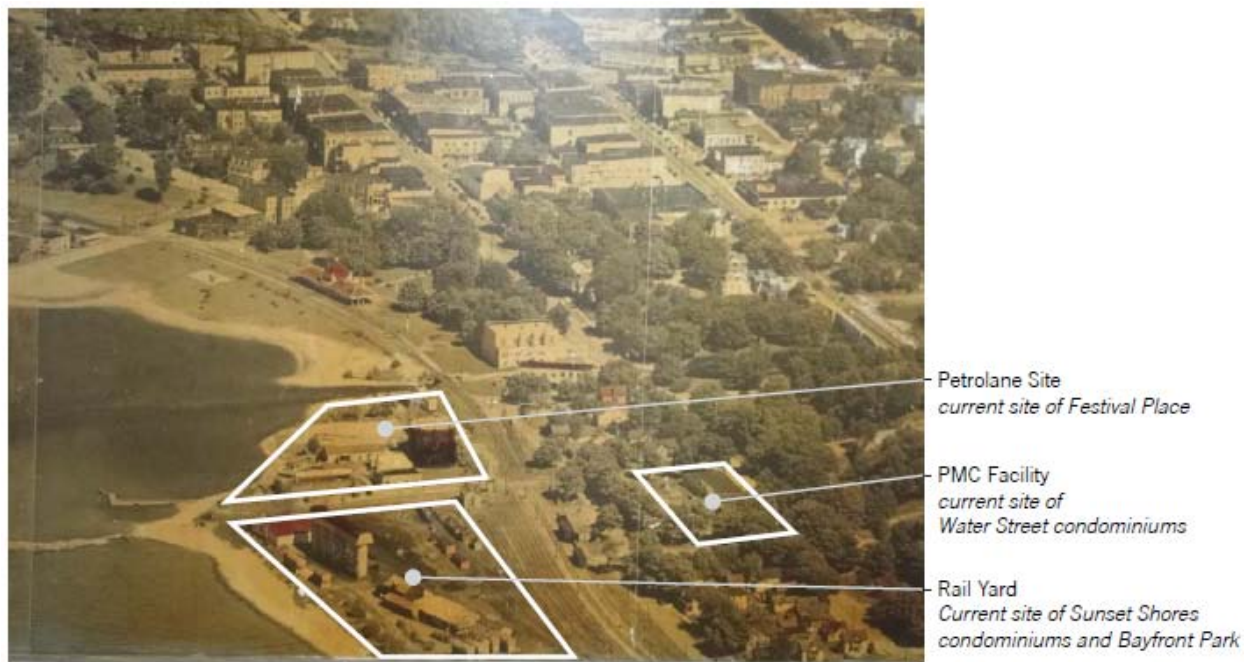 Petrolane Site
current site of Festival Place
PMC Facility
current site of
Water Street condominiums
Rail Yard
Current site of Sunset Shores
condominiums and Bayfront Park